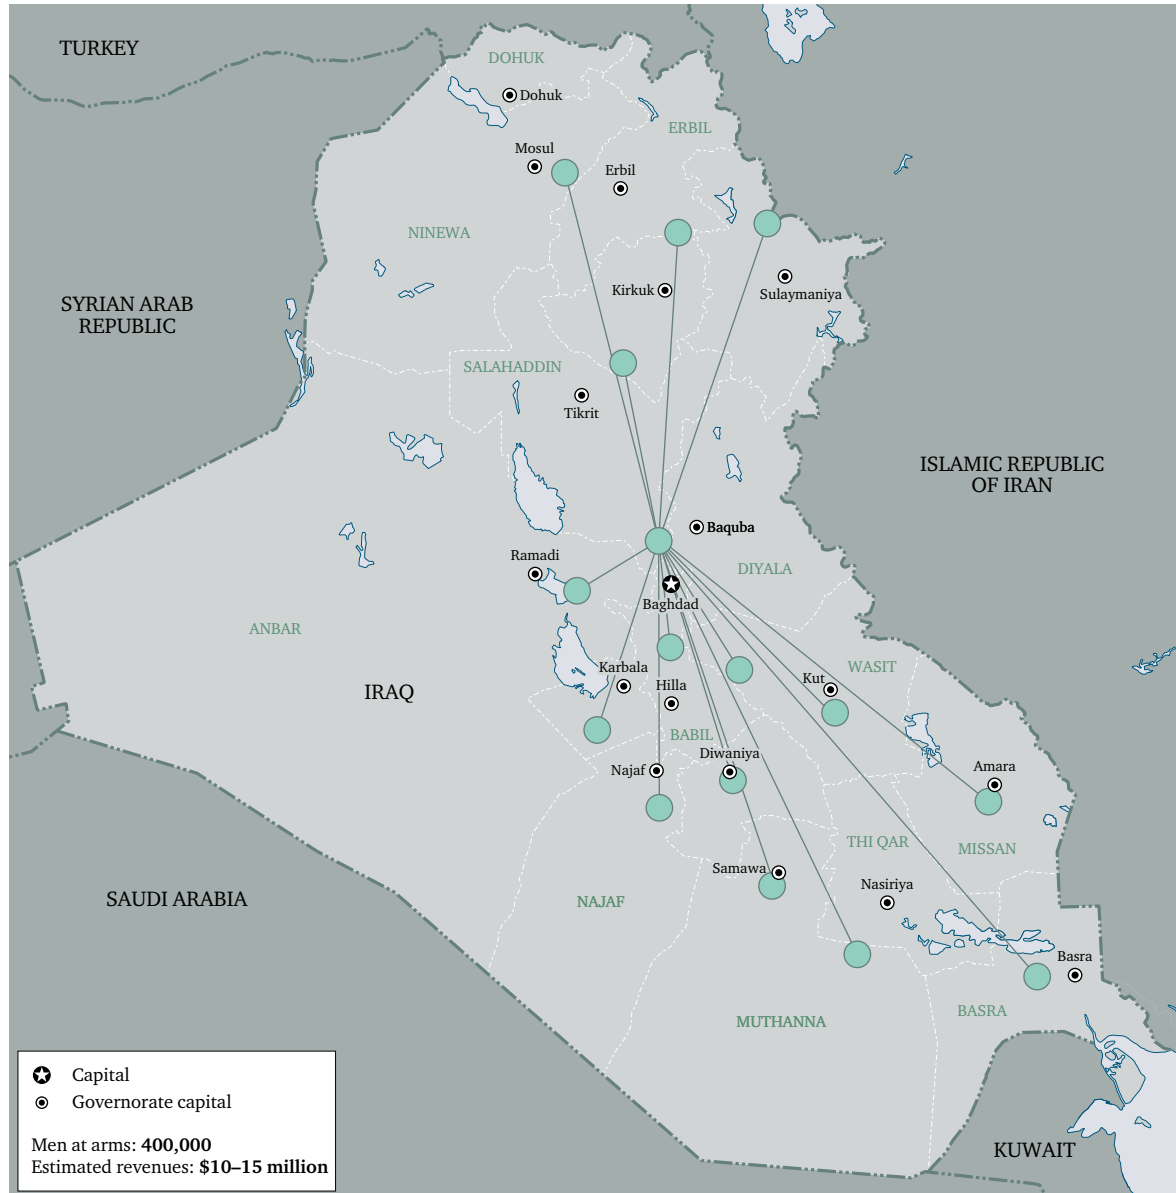 TURKEY
DOHUK
Dohuk
ERBIL
Mosul
Erbil
NINEWA
Kirkuk
Sulaymaniya
SYRIAN ARAB
REPUBLIC
SALAHADDIN
Tikrit
ISLAMIC REPUBLIC
OF IRAN
Baquba
Ramadi
DIYALA
Baghdad
ANBAR
Karbala
WASIT
Kut
Hilla
IRAQ
BABIL
Diwaniya
Najaf
Amara
THI QAR
MISSAN
Samawa
Nasiriya
SAUDI ARABIA
NAJAF
Basra
BASRA
MUTHANNA
Capital
Governorate capital
Men at arms: 400,000
Estimated revenues: $10–15 million
KUWAIT